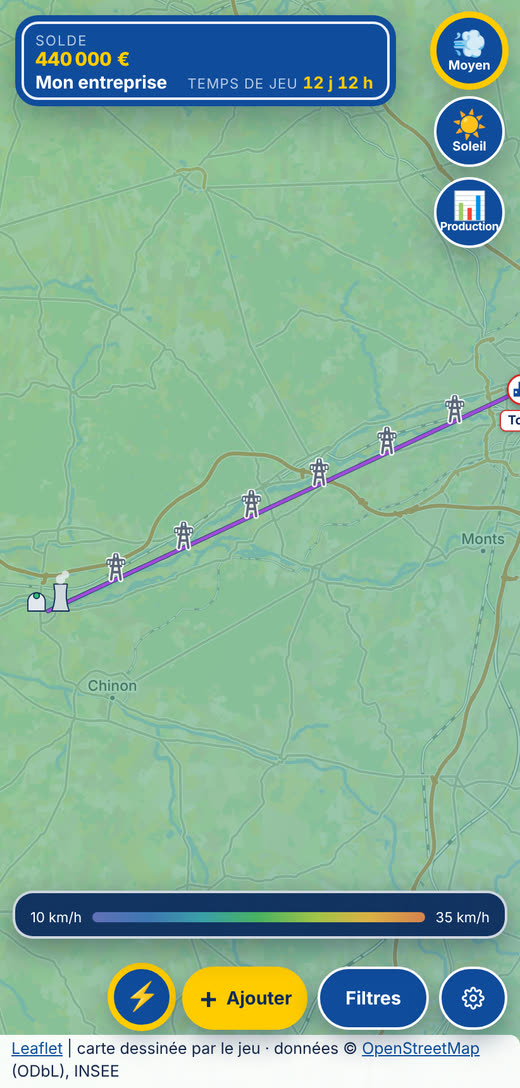 SOLDE
440 000 €
Mon entreprise TEMPS DE JEU 12 j 12 h
Moyen
Soleil
Production
To
Monts
Chinon
10 km/h 35 km/h
+ Ajouter Filtres
Leaflet | carte dessinée par le jeu · données © OpenStreetMap
(ODbL), INSEE